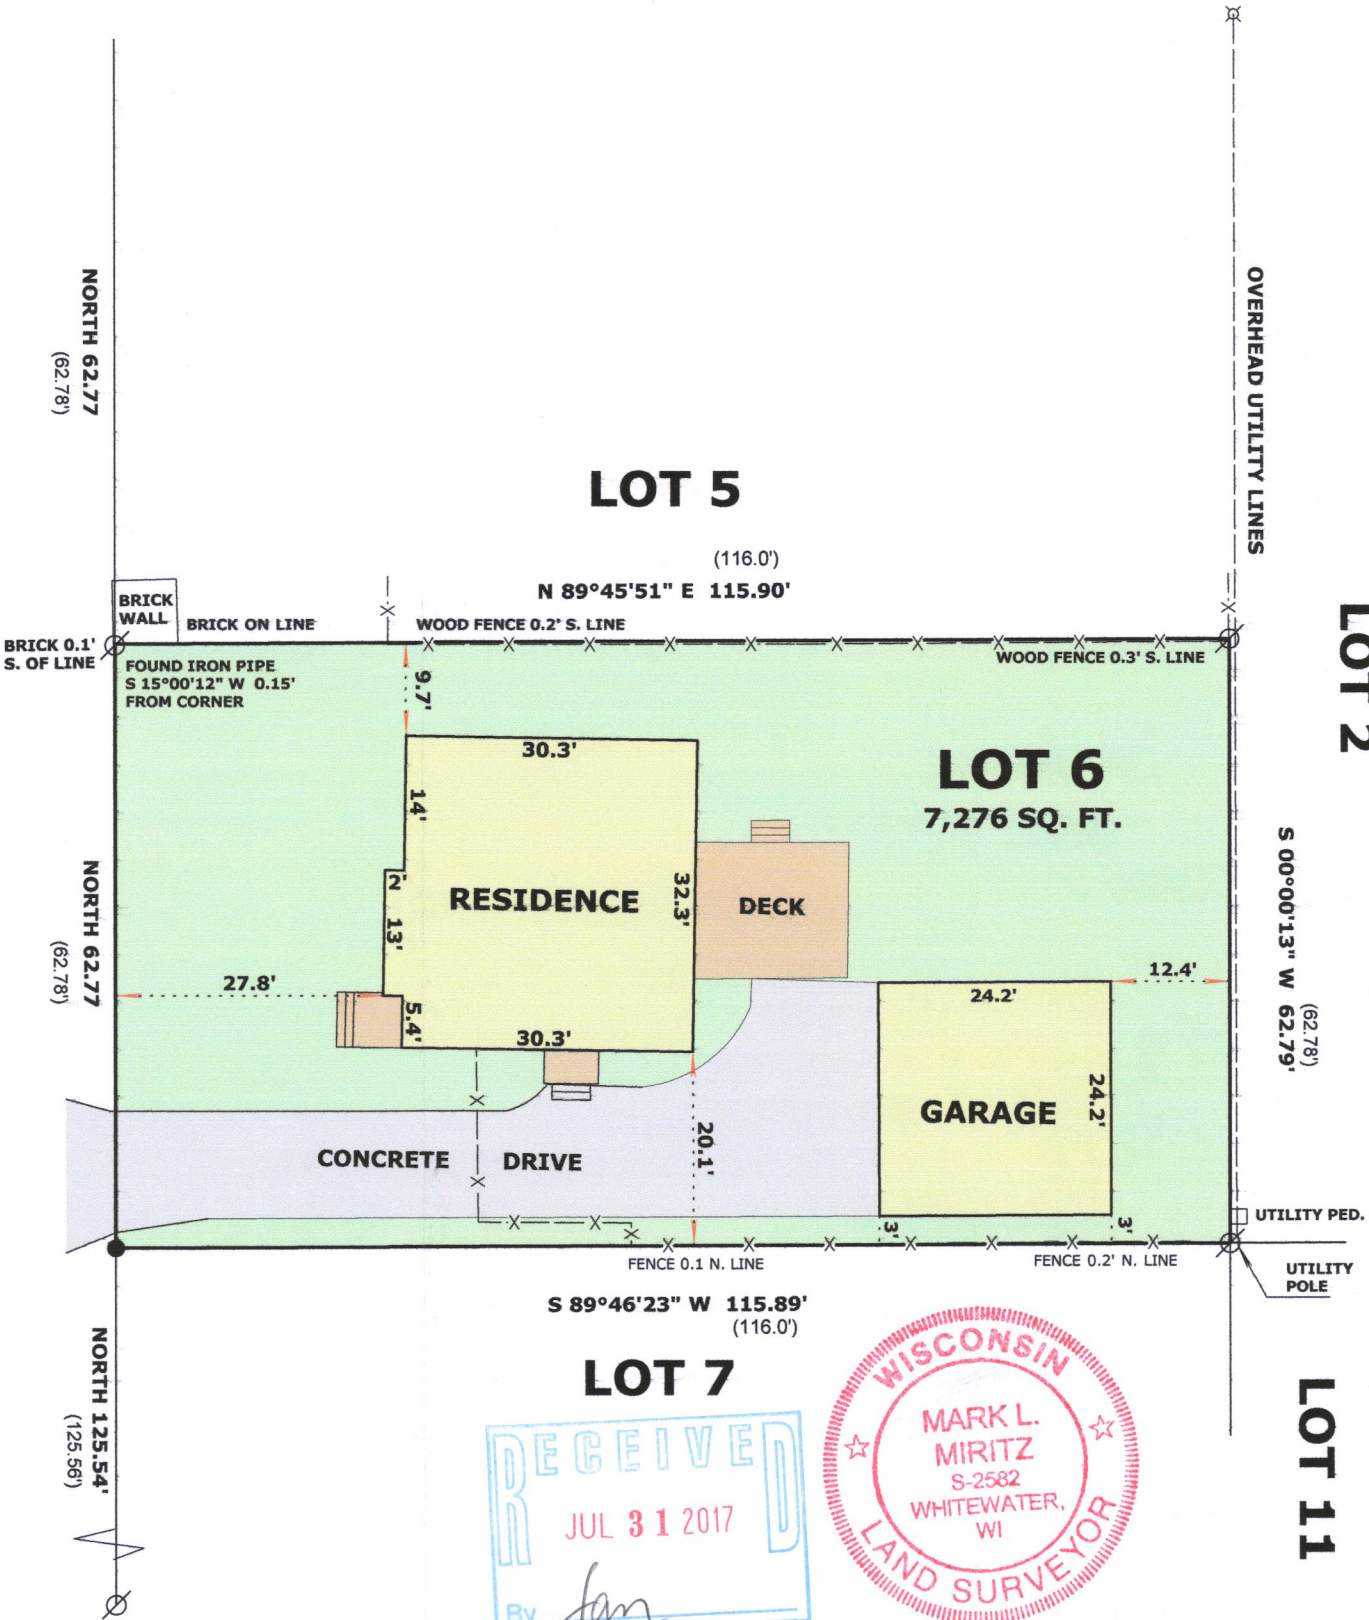 OVERHEAD UTILITY LINES
NORTH 62.77
(62.78')
LOT 5
(116.0')
N 89°45'51" E 115.90'
BRICK
WALL
BRICK ON LINE
WOOD FENCE 0.2' S. LINE
BRICK 0.1'
S. OF LINE
FOUND IRON PIPE
S 15°00'12" W 0.15'
FROM CORNER
WOOD FENCE 0.3' S. LINE
LOT 2
9.7'
30.3'
LOT 6
7,276 SQ. FT.
14'
2'
13'
RESIDENCE
32.3'
DECK
S 00°00'13" W 62.79'
(62.78')
NORTH 62.77
(62.78')
27.8'
5.4'
30.3'
12.4'
24.2'
24.2'
GARAGE
CONCRETE DRIVE
20.1'
3'
3'
UTILITY PED.
FENCE 0.1 N. LINE
FENCE 0.2' N. LINE
UTILITY
POLE
S 89°46'23" W 115.89'
(116.0')
LOT 7
NORTH 125.54'
(125.56')
LOT 11
RECEIVED
JUL 31 2017
By
WISCONSIN
MARK L.
MIRITZ
S-2582
WHITEWATER,
WI
LAND SURVEYOR